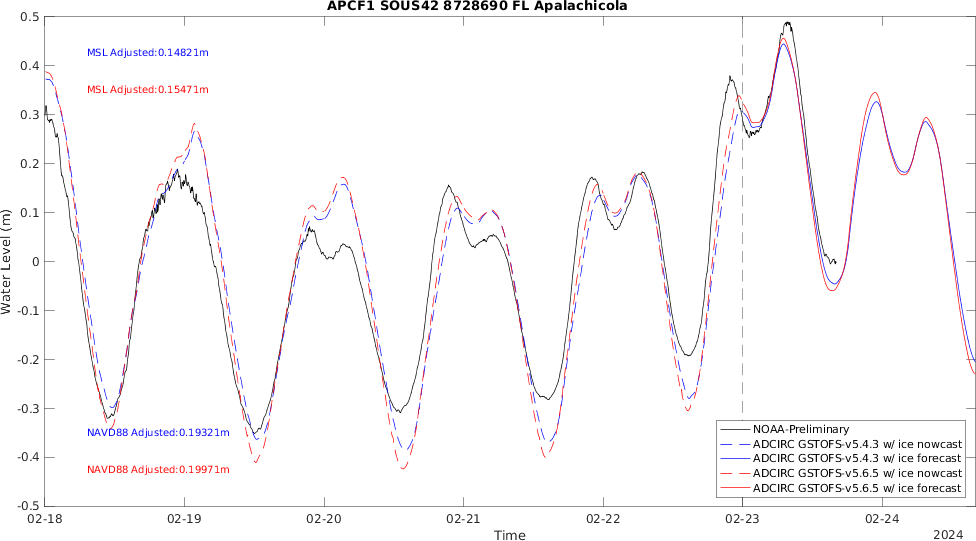 APCF1 SOUS42 8728690 FL Apalachicola
0.5
0.4
0.3
0.2
0.1
0
-0.1
-0.2
-0.3
-0.4
-0.5
Water Level (m)
MSL Adjusted:0.14821m
MSL Adjusted:0.15471m
NAVD88 Adjusted:0.19321m
NAVD88 Adjusted:0.19971m
NOAA-Preliminary
ADCIRC GSTOFS-v5.4.3 w/ ice nowcast
ADCIRC GSTOFS-v5.4.3 w/ ice forecast
ADCIRC GSTOFS-v5.6.5 w/ ice nowcast
ADCIRC GSTOFS-v5.6.5 w/ ice forecast
02-18 02-19 02-20 02-21 02-22 02-23 02-24
Time
2024